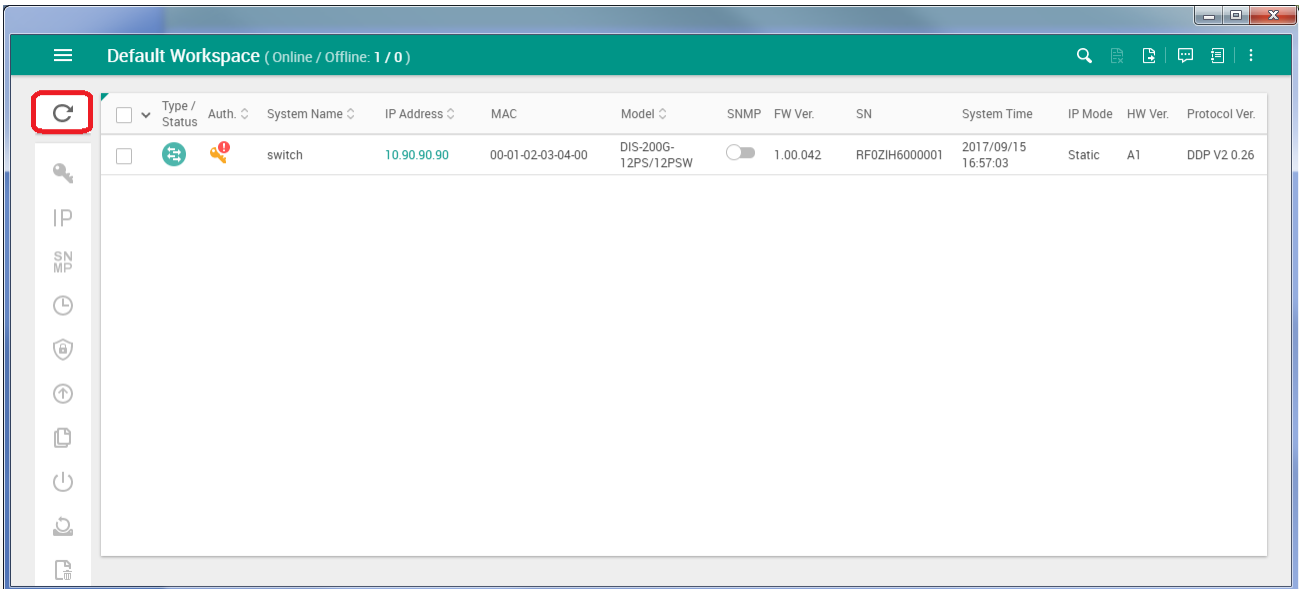 Default Workspace ( Online / Offline: 1 / 0 )
Type / Status Auth. System Name IP Address MAC Model SNMP FW Ver. SN System Time IP Mode HW Ver. Protocol Ver.
switch 10.90.90.90 00-01-02-03-04-00 DIS-200G-12PS/12PSW 1.00.042 RF0ZIH6000001 2017/09/15 16:57:03 Static A1 DDP V2 0.26
IP
SN
MP